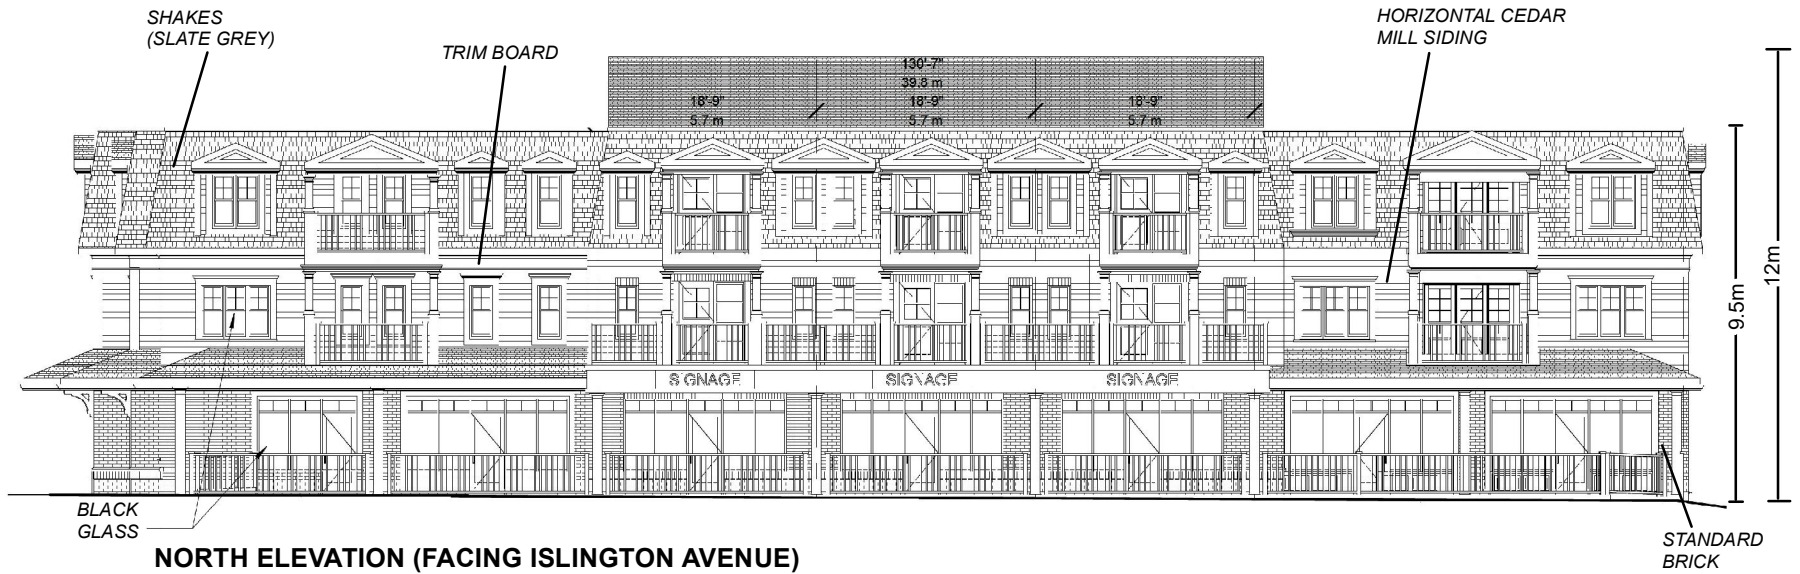 SHAKES
(SLATE GREY)
TRIM BOARD
HORIZONTAL CEDAR
MILL SIDING
130'-7"
39.8 m
18'-9" 18'-9" 18'-9"
5.7 m 5.7 m 5.7 m
12m
9.5m
SIGNAGE SIGNAGE SIGNAGE
BLACK
GLASS
STANDARD
BRICK
NORTH ELEVATION (FACING ISLINGTON AVENUE)